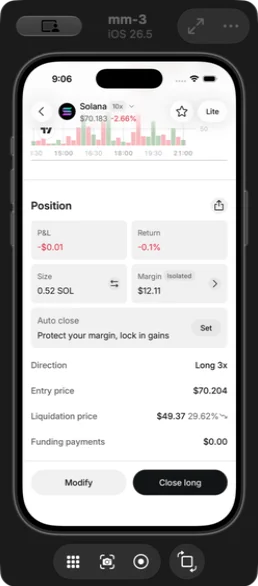 mm-3
iOS 26.5
9:06
Solana 10x
$70.183 -2.66%
Lite
:30 15:00 16:30 18:00 19:30 21:00
Position
P&L
-$0.01
Return
-0.1%
Size
0.52 SOL
Margin Isolated
$12.11
Auto close
Protect your margin, lock in gains
Set
Direction
Long 3x
Entry price
$70.204
Liquidation price
$49.37 29.62%
Funding payments
$0.00
Modify
Close long